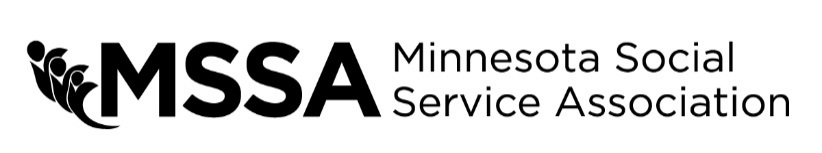 MSSA
Minnesota Social
Service Association